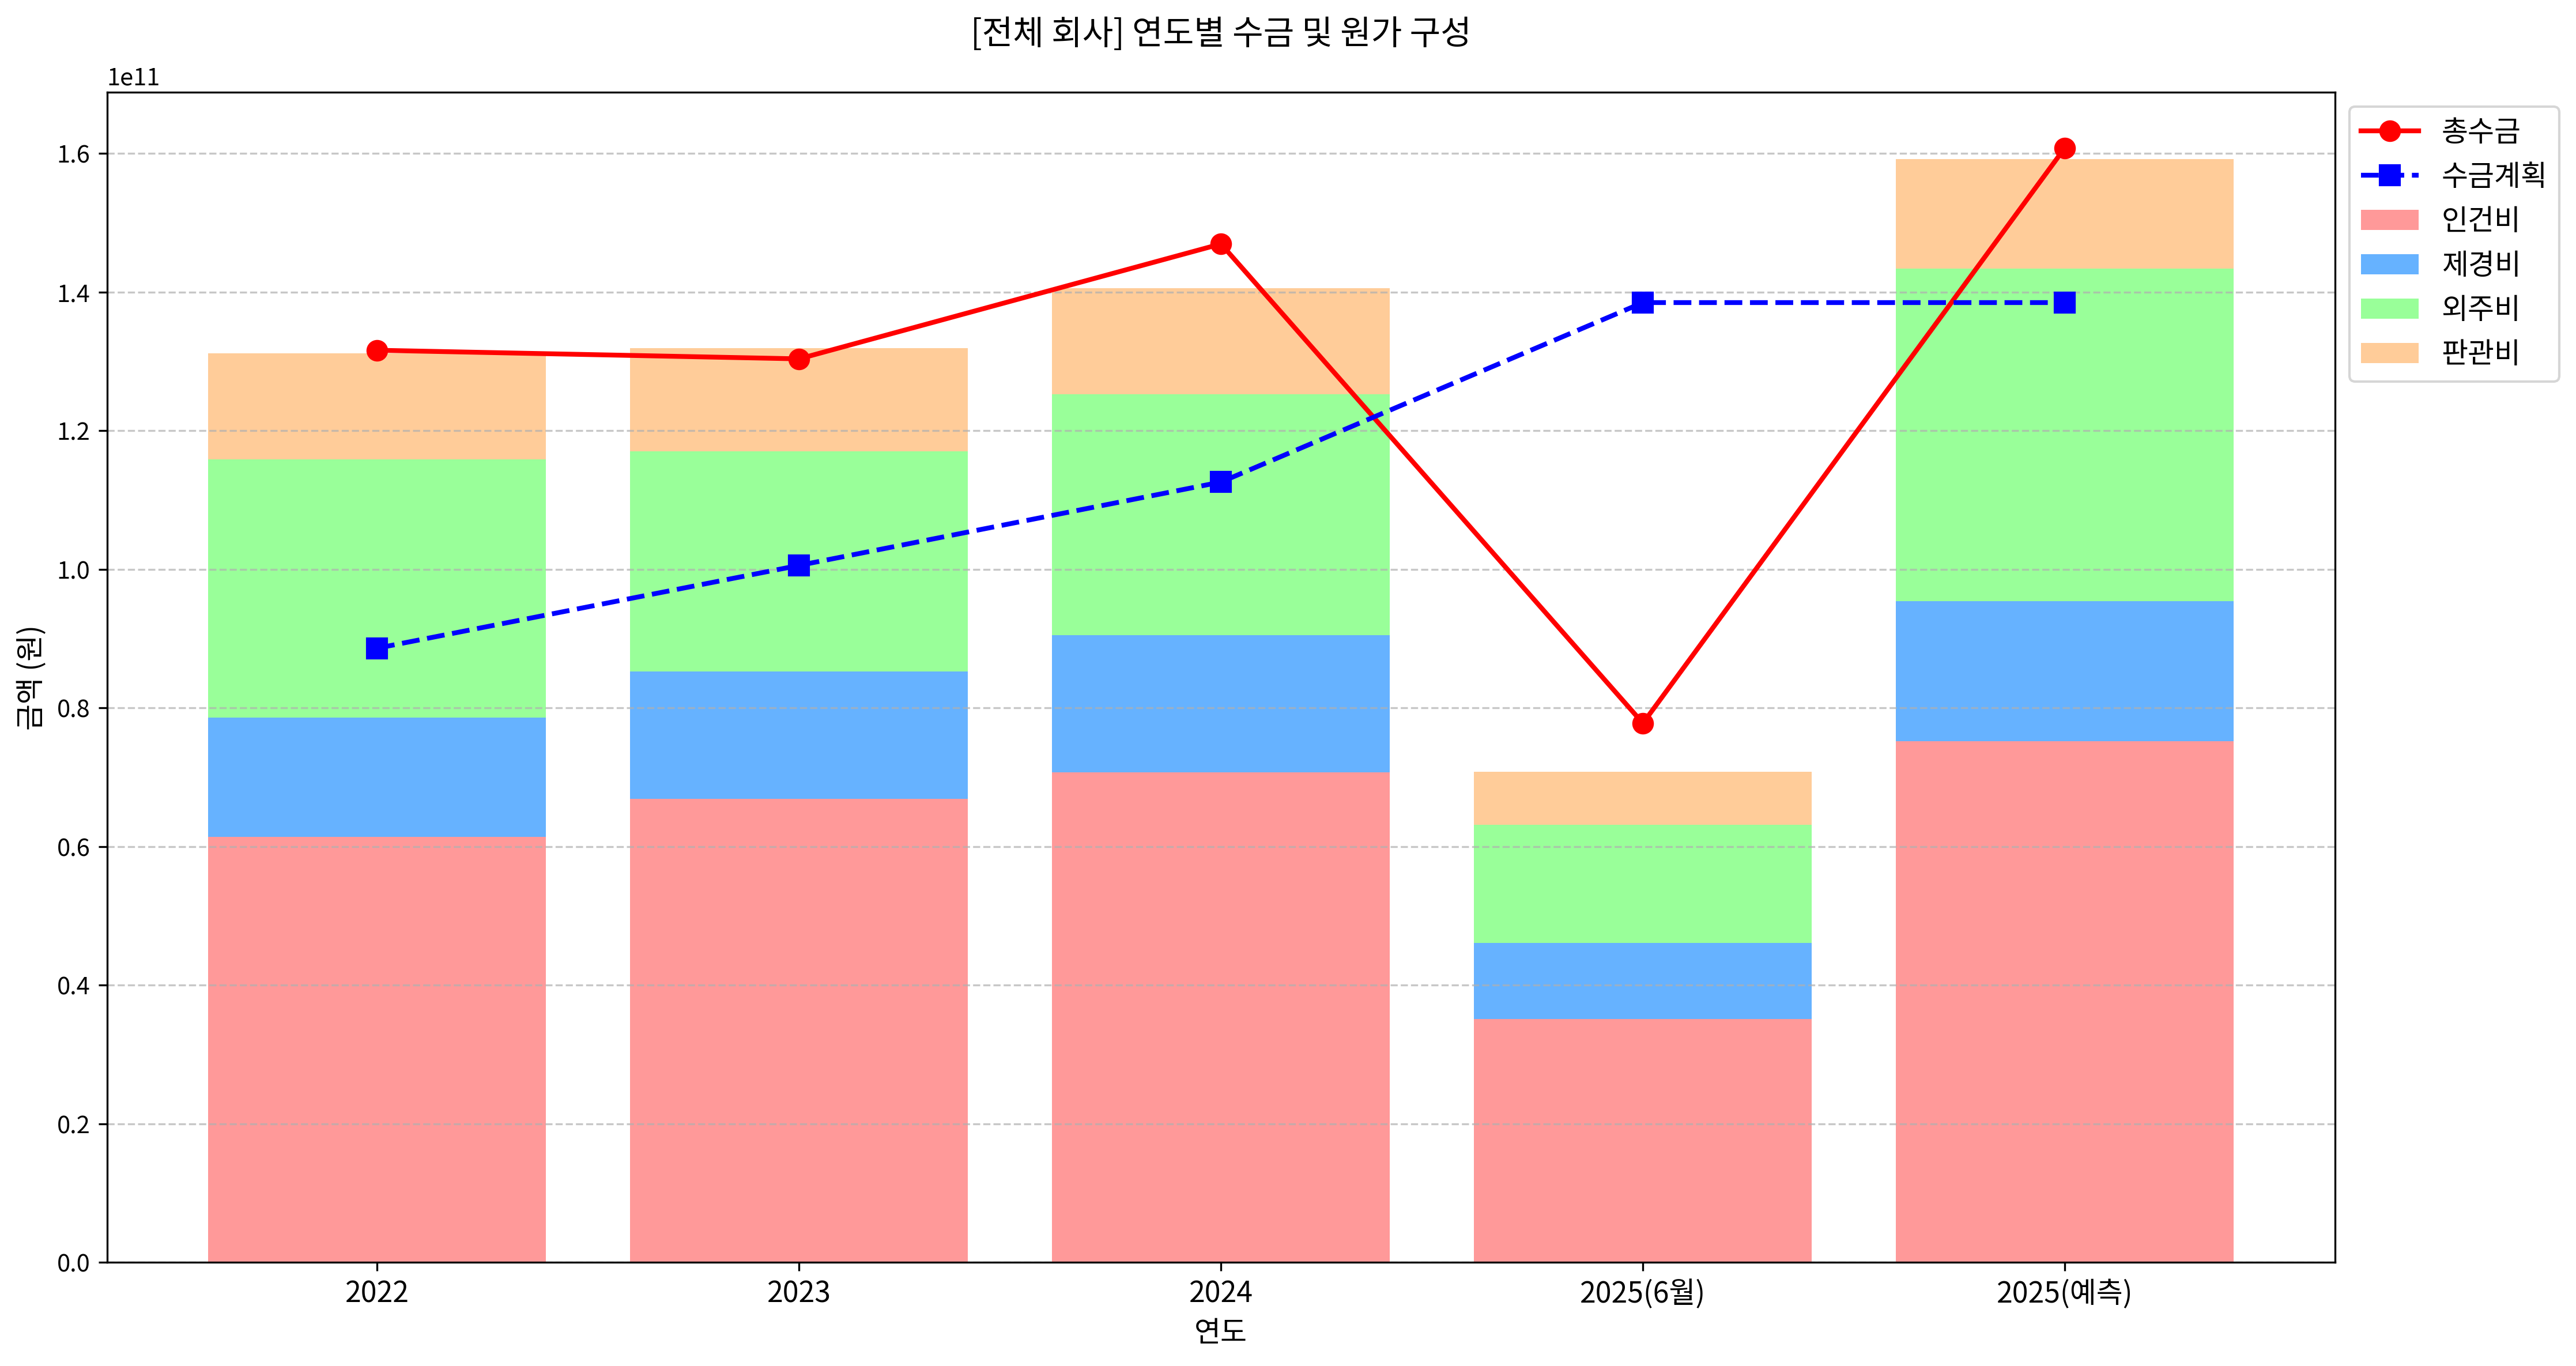 [전체 회사] 연도별 수금 및 원가 구성
1e11
1.6
1.4
1.2
1.0
0.8
0.6
0.4
0.2
0.0
금액 (원)
2022
2023
2024
2025(6월)
2025(예측)
연도
총수금
수금계획
인건비
제경비
외주비
판관비